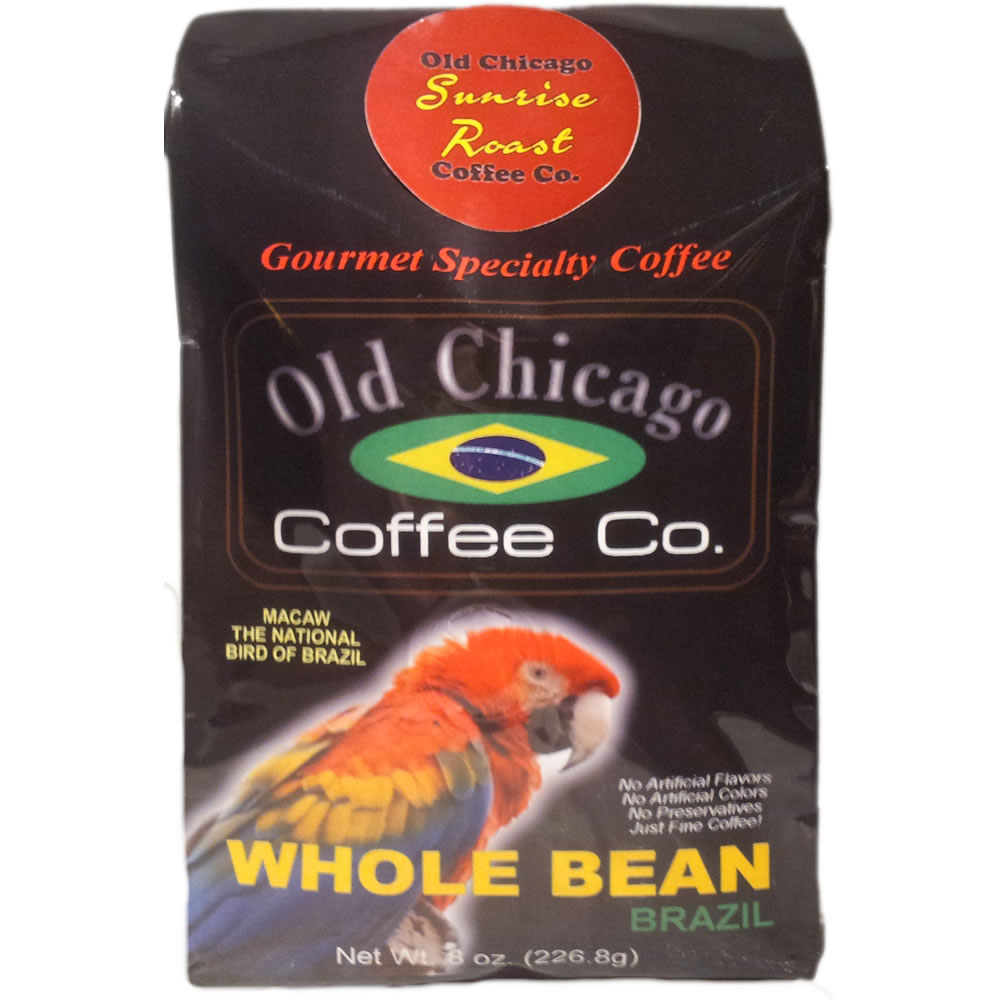 Old Chicago
Sunrise
Roast
Coffee Co.
Gourmet Specialty Coffee
Old Chicago
Coffee Co.
MACAW
THE NATIONAL
BIRD OF BRAZIL
No Artificial Flavors
No Artificial Colors
No Preservatives
Just Fine Coffee!
WHOLE BEAN
BRAZIL
Net Wt. 8 oz. (226.8g)